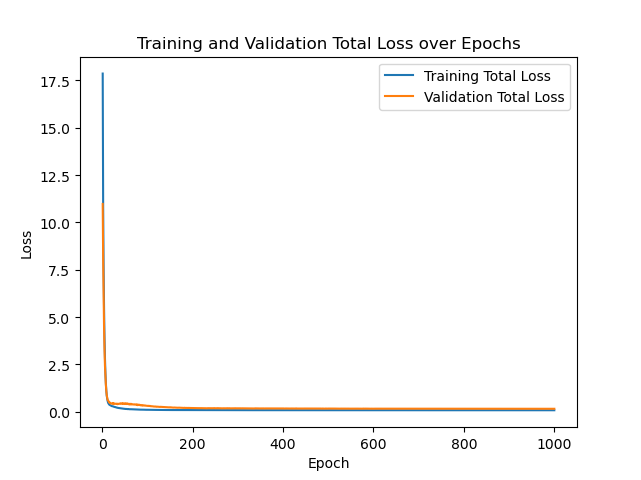 Training and Validation Total Loss over Epochs
Training Total Loss
Validation Total Loss
17.5
15.0
12.5
10.0
7.5
5.0
2.5
0.0
Loss
0 200 400 600 800 1000
Epoch